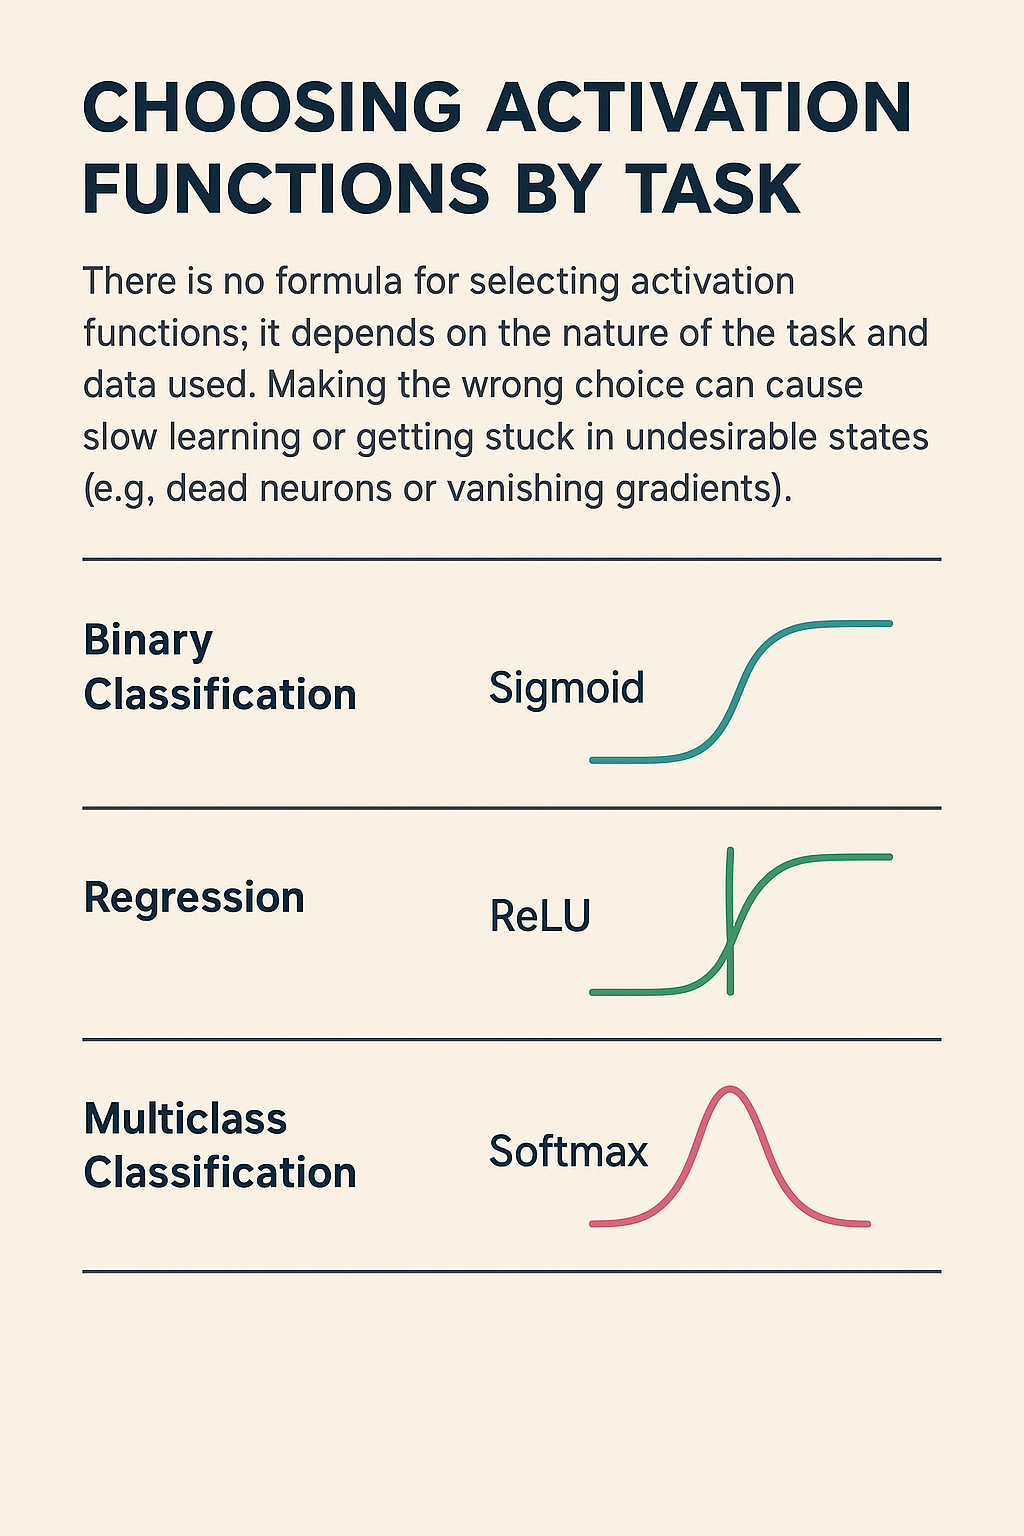 CHOOSING ACTIVATION
FUNCTIONS BY TASK
There is no formula for selecting activation
functions; it depends on the nature of the task and
data used. Making the wrong choice can cause
slow learning or getting stuck in undesirable states
(e.g, dead neurons or vanishing gradients).
Binary
Classification
Sigmoid
Regression
ReLU
Multiclass
Classification
Softmax